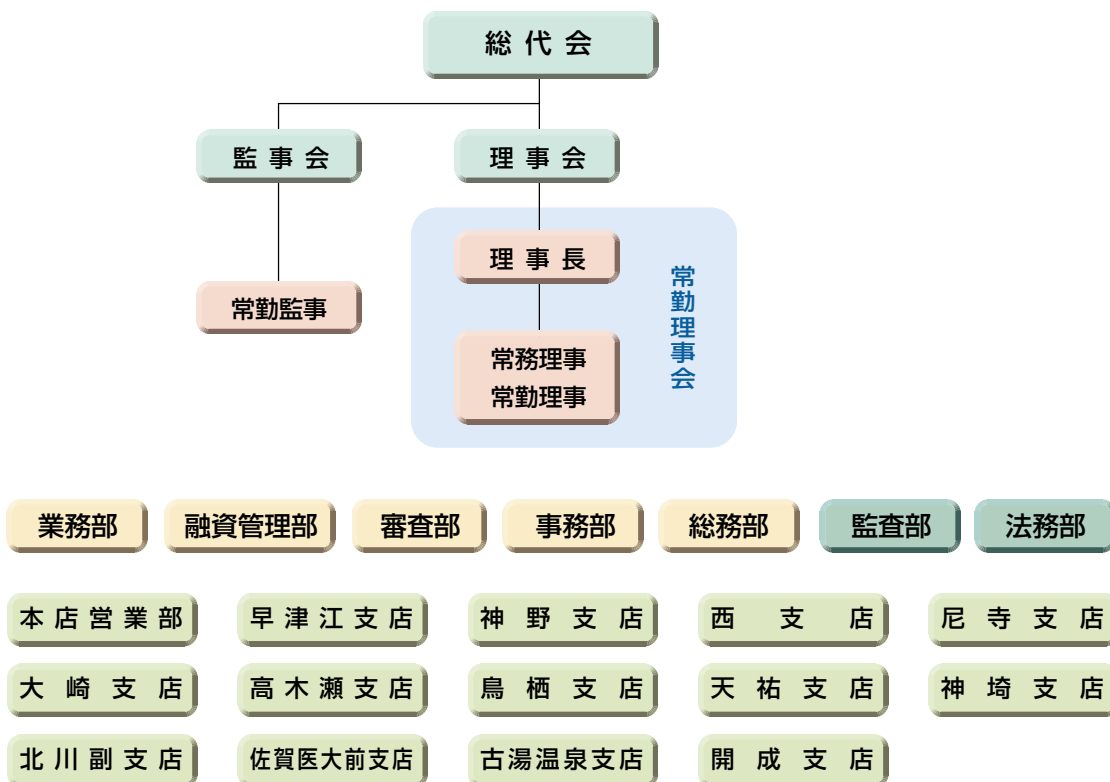 総代会
監事会
理事会
理事長
常勤理事会
常勤監事
常務理事
常勤理事
業務部
融資管理部
審査部
事務部
総務部
監査部
法務部
本店営業部
早津江支店
神野支店
西支店
尼寺支店
大崎支店
高木瀬支店
鳥栖支店
天祐支店
神埼支店
北川副支店
佐賀医大前支店
古湯温泉支店
開成支店